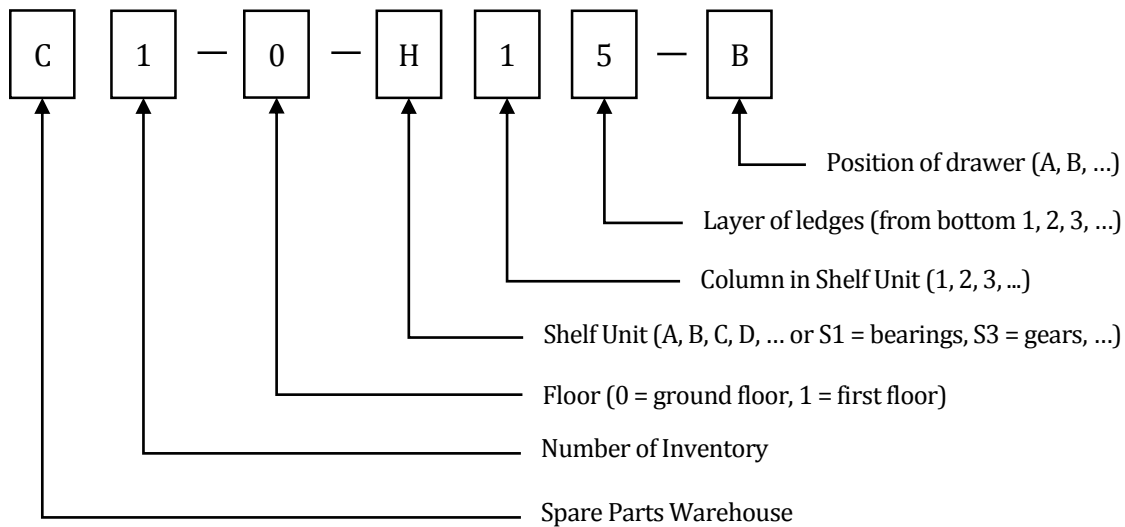 C 1 – 0 – H 1 5 – B
Position of drawer (A, B, …)
Layer of ledges (from bottom 1, 2, 3, …)
Column in Shelf Unit (1, 2, 3, ...)
Shelf Unit (A, B, C, D, … or S1 = bearings, S3 = gears, …)
Floor (0 = ground floor, 1 = first floor)
Number of Inventory
Spare Parts Warehouse